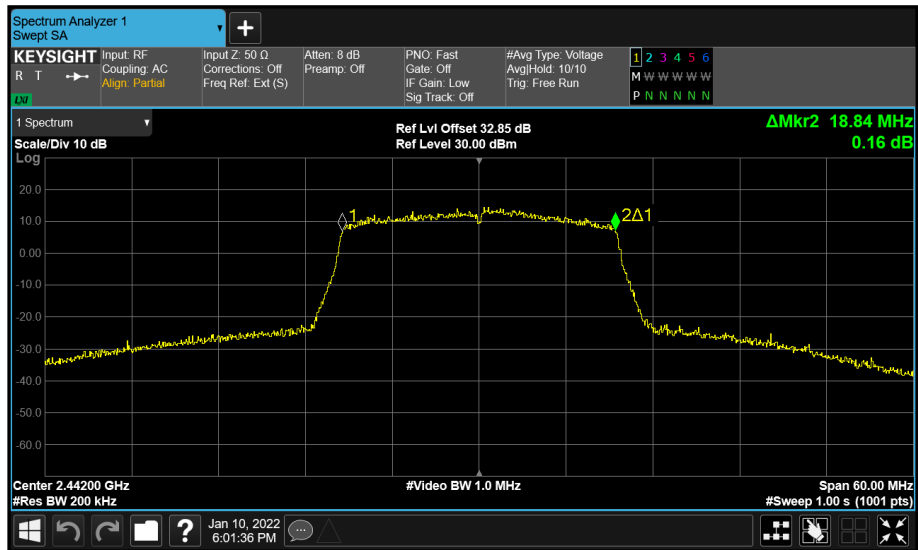 Spectrum Analyzer 1
Swept SA
KEYSIGHT
R T
LXI
Input: RF
Coupling: AC
Align: Partial
Input Z: 50 Ω
Corrections: Off
Freq Ref: Ext (S)
Atten: 8 dB
Preamp: Off
PNO: Fast
Gate: Off
IF Gain: Low
Sig Track: Off
#Avg Type: Voltage
Avg|Hold: 10/10
Trig: Free Run
1 2 3 4 5 6
M W W W W W
P N N N N N
1 Spectrum
Scale/Div 10 dB
Log
Ref Lvl Offset 32.85 dB
Ref Level 30.00 dBm
ΔMkr2 18.84 MHz
0.16 dB
20.0
10.0
0.00
-10.0
-20.0
-30.0
-40.0
-50.0
-60.0
1
2Δ1
Center 2.44200 GHz
#Res BW 200 kHz
#Video BW 1.0 MHz
Span 60.00 MHz
#Sweep 1.00 s (1001 pts)
?
Jan 10, 2022
6:01:36 PM